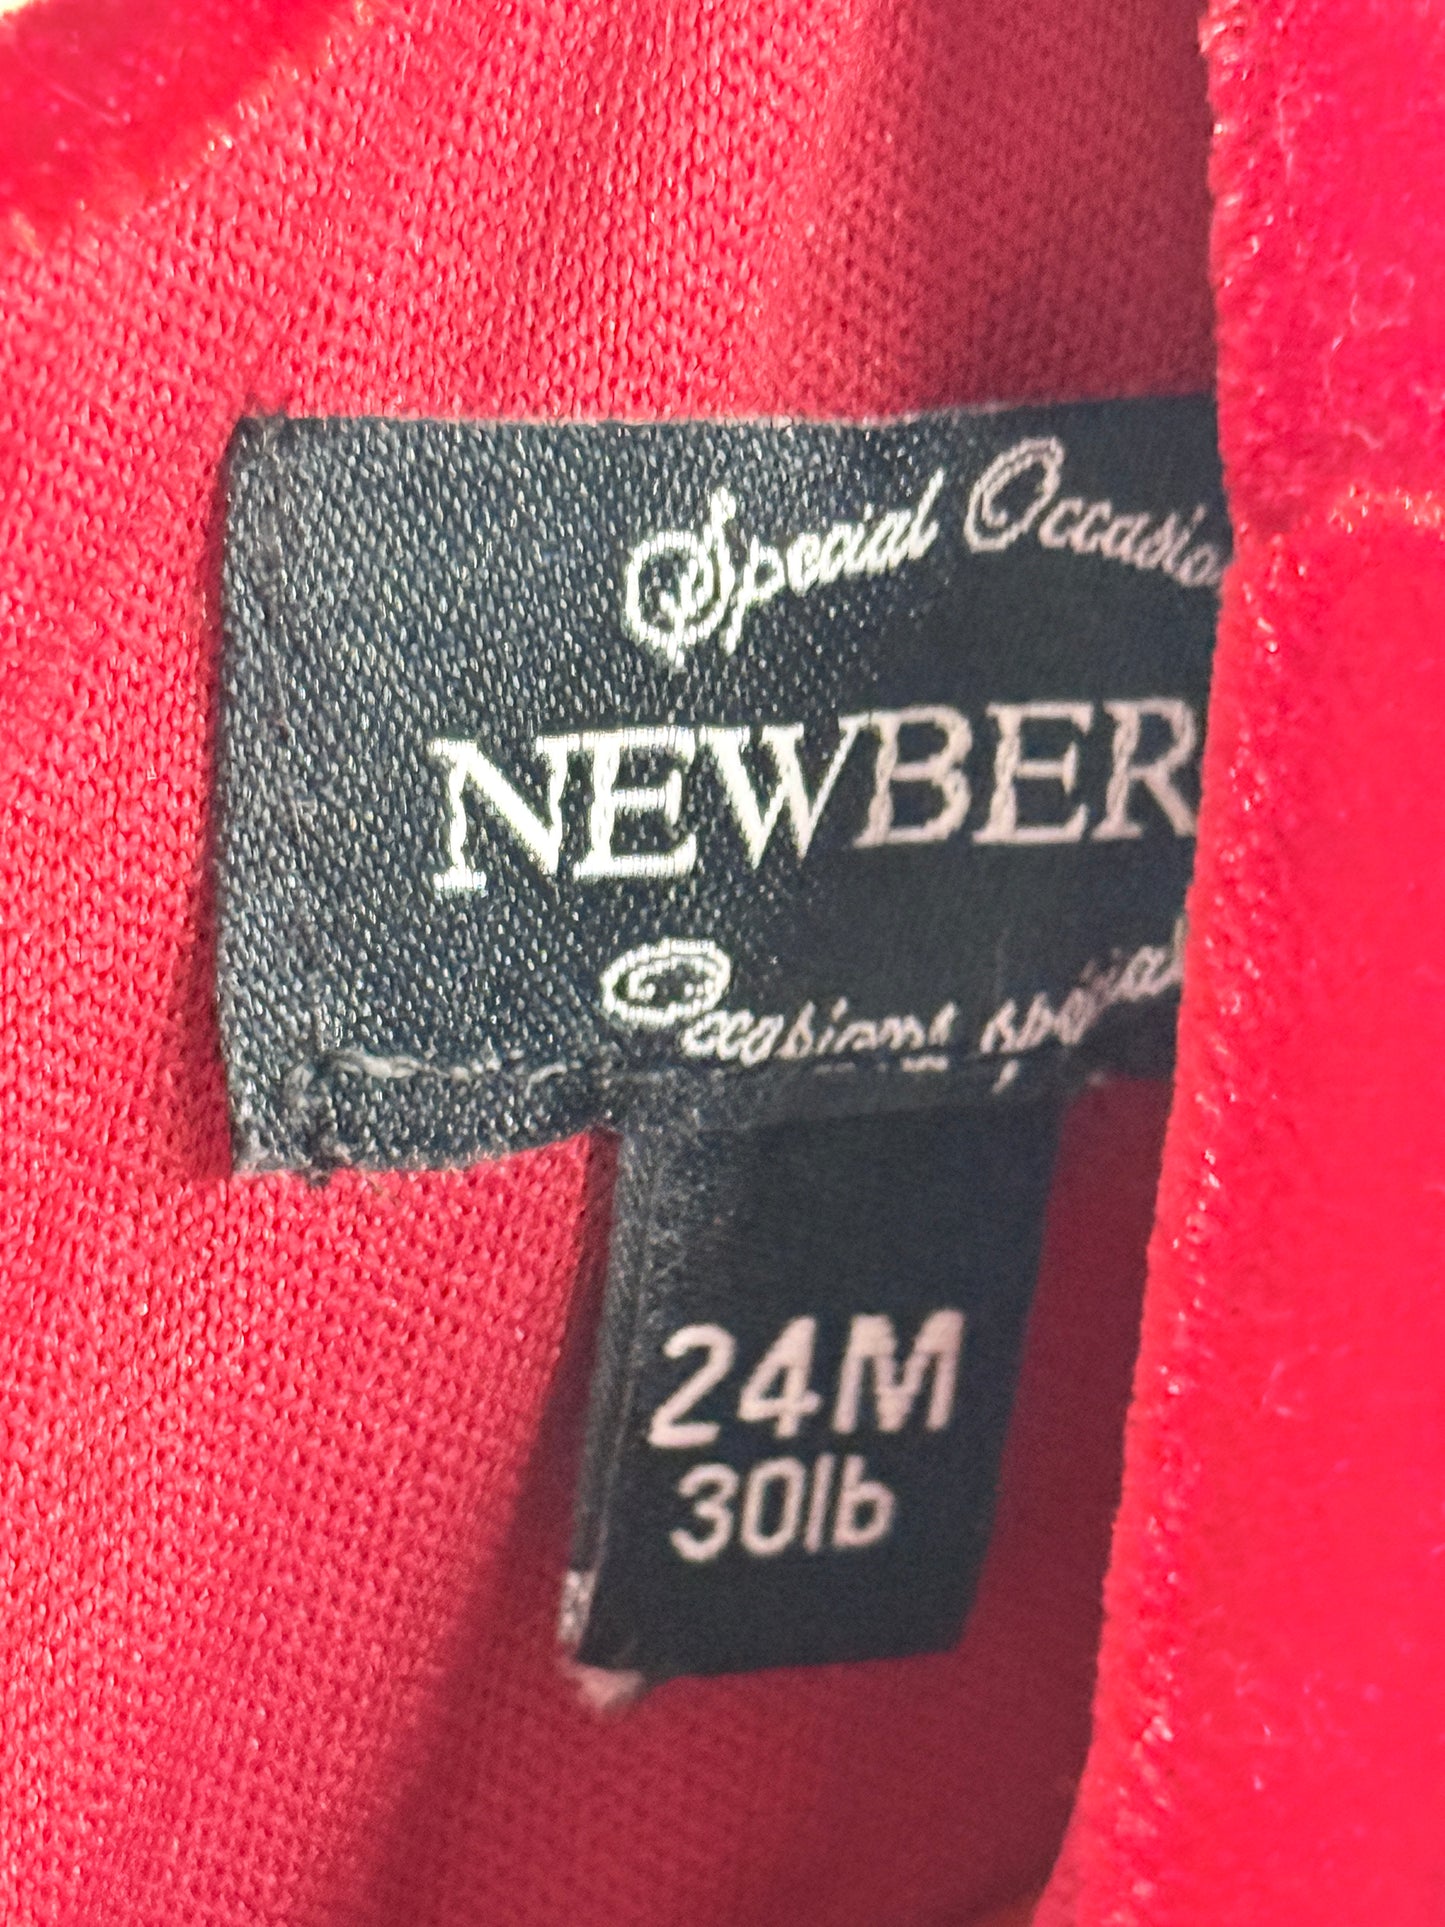 Special Occasio
NEWBER
Occasions special
24M
30lb